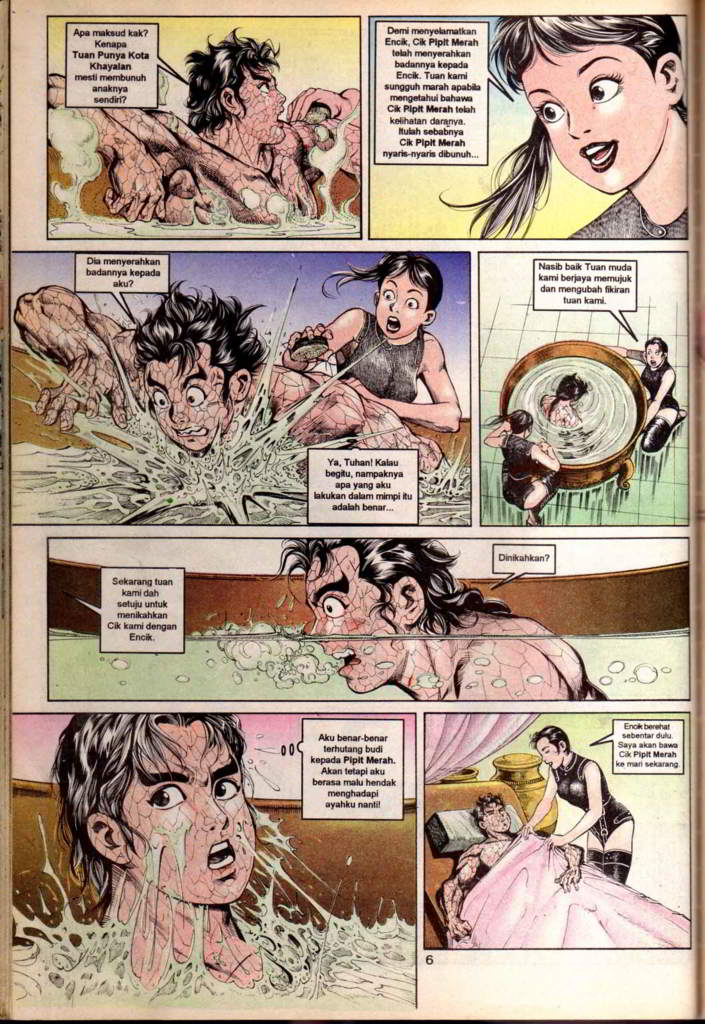 Apa maksud kak?
Kenapa
Tuan Punya Kota
Khayalan
mesti membunuh
anaknya
sendiri?
Demi menyelamatkan
Encik, Cik Pipit Merah
telah menyerahkan
badannya kepada
Encik. Tuan kami
sungguh marah apabila
mengetahui bahawa
Cik Pipit Merah telah
kelihatan daranya.
Itulah sebabnya
Cik Pipit Merah
nyaris-nyaris dibunuh...
Dia menyerahkan
badannya kepada
aku?
Ya, Tuhan! Kalau
begitu, nampaknya
apa yang aku
lakukan dalam mimpi itu
adalah benar...
Nasib baik Tuan muda
kami berjaya memujuk
dan mengubah fikiran
tuan kami.
Sekarang tuan
kami dah
setuju untuk
menikahkan
Cik kami dengan
Encik.
Dinikahkan?
Aku benar-benar
terhutang budi
kepada Pipit Merah.
Akan tetapi aku
berasa malu hendak
menghadapi
ayahku nanti!
Encik berehat
sebentar dulu.
Saya akan bawa
Cik Pipit Merah
ke mari sekarang.
6